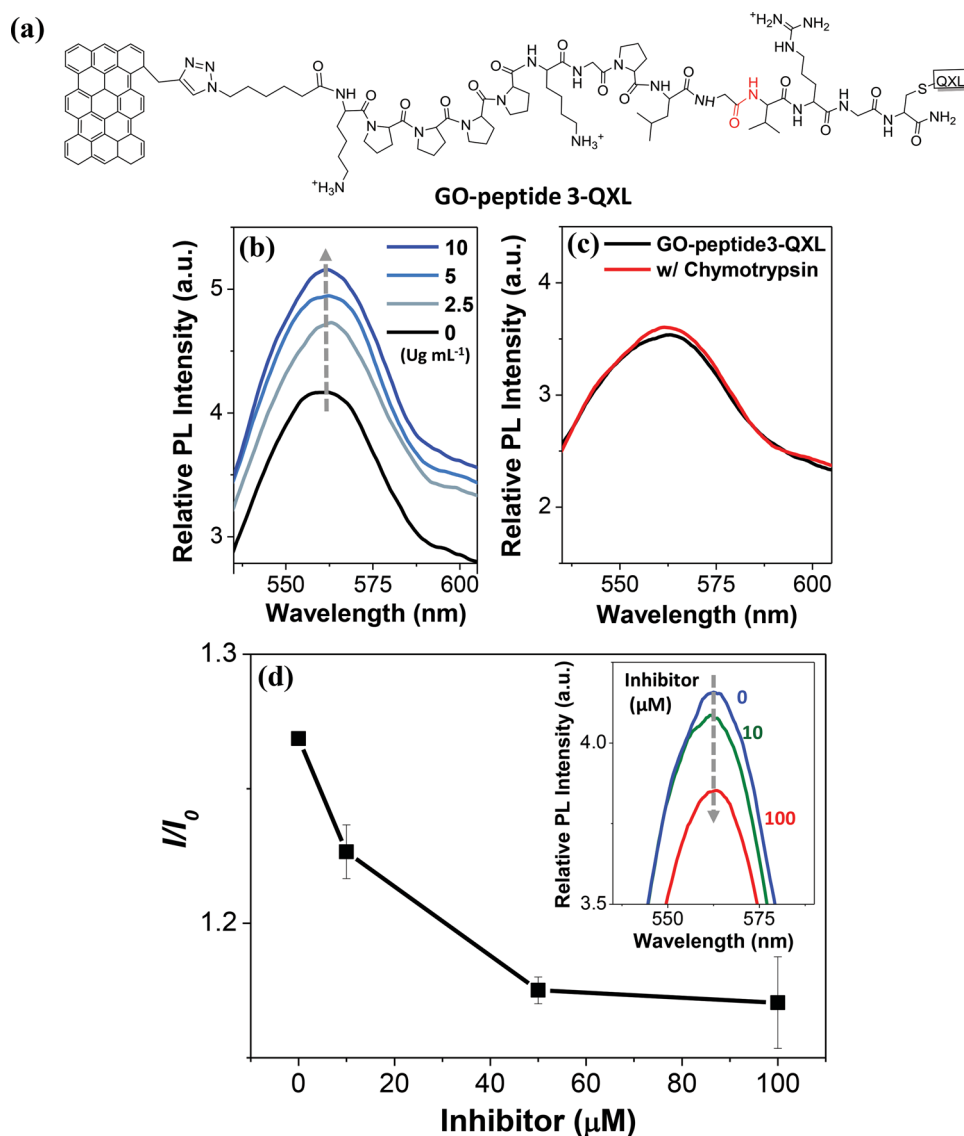 (a)
N=N
N
O
H
N
O
N
O
N
O
N
O
N
O
H
N
O
N
H
O
N
O
H
N
O
N
H
O
H
N
O
N
H
O
H
N
O
N
H
S
QXL
NH₂
O
⁺H₂N
NH₂
HN
NH₃⁺
⁺H₃N
GO-peptide 3-QXL
(b)
10
5
2.5
0
(Ug mL⁻¹)
Relative PL Intensity (a.u.)
5
4
3
550 575 600
Wavelength (nm)
(c)
GO-peptide3-QXL
w/ Chymotrypsin
Relative PL Intensity (a.u.)
4
3
2
550 575 600
Wavelength (nm)
(d)
I/I₀
1.3
1.2
0 20 40 60 80 100
Inhibitor (μM)
Inhibitor
(μM)
0
10
100
Relative PL Intensity (a.u.)
4.0
3.5
550 575
Wavelength (nm)